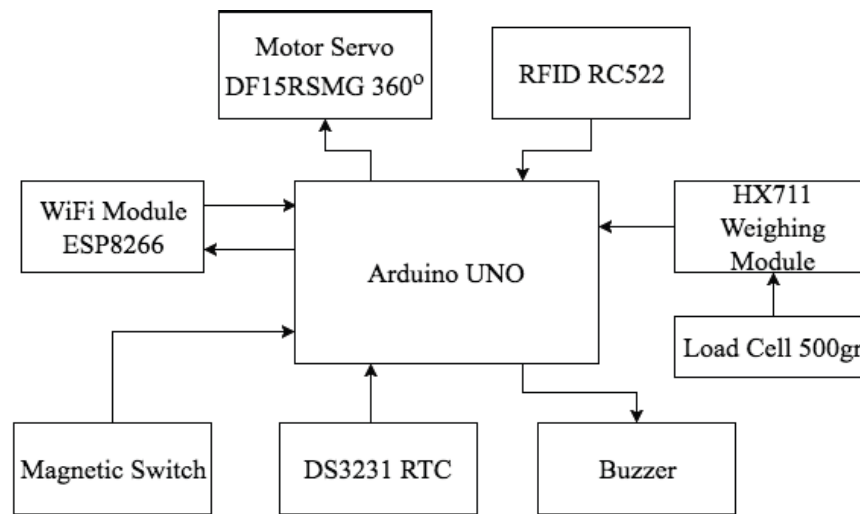 Motor Servo
DF15RSMG 360°
RFID RC522
WiFi Module
ESP8266
HX711
Weighing
Module
Arduino UNO
Load Cell 500gr
Magnetic Switch
DS3231 RTC
Buzzer